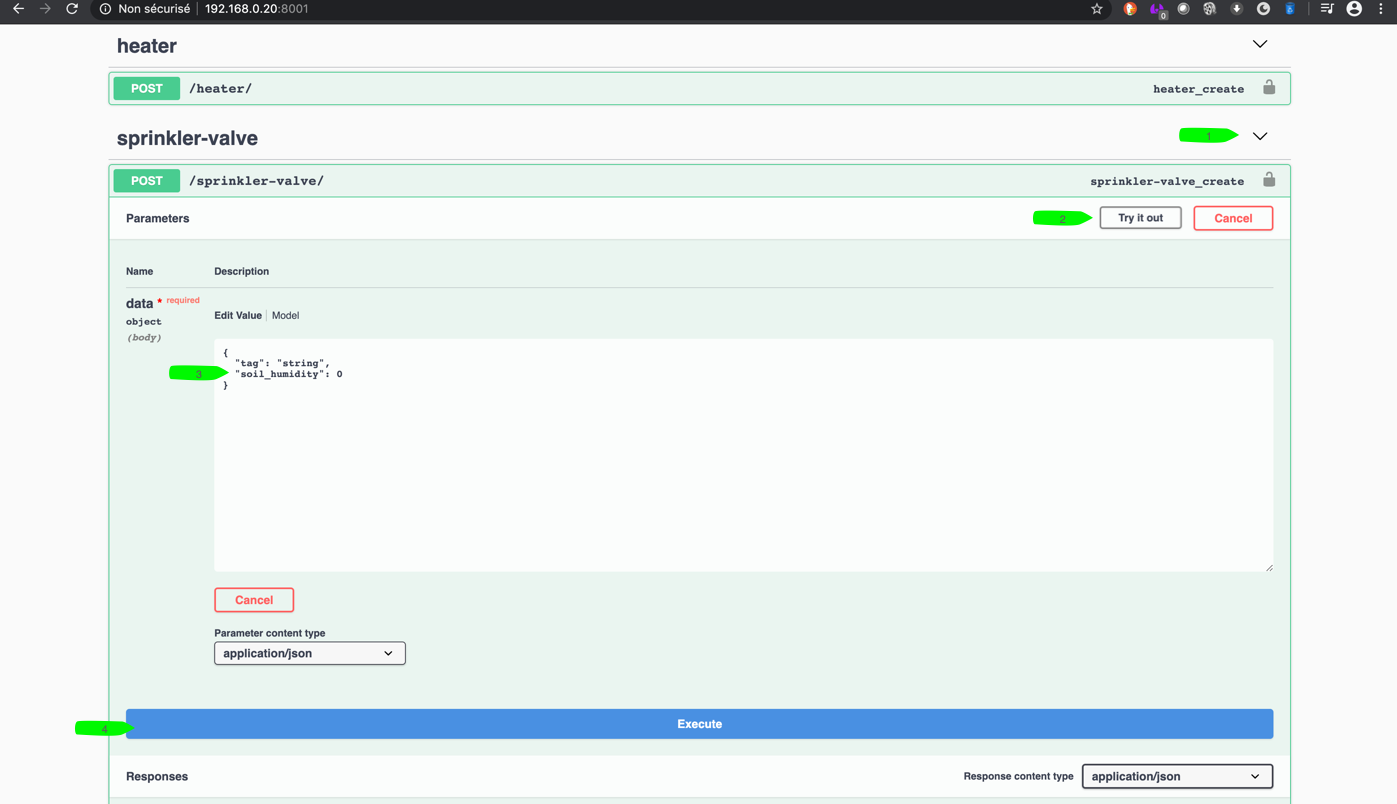 Non sécurisé 192.168.0.20:8001
0
heater
POST /heater/ heater_create
sprinkler-valve 1
POST /sprinkler-valve/ sprinkler-valve_create
Parameters 2 Try it out Cancel
Name Description
data * required
object
(body)
Edit Value Model
{
"tag": "string",
3 "soil_humidity": 0
}
Cancel
Parameter content type
application/json
4 Execute
Responses Response content type application/json